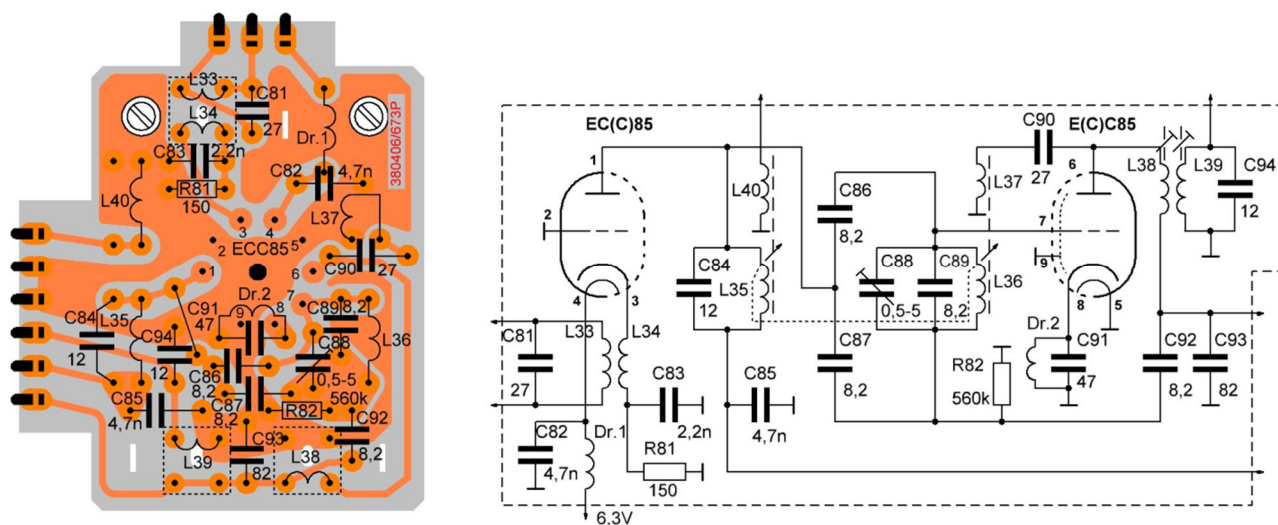 L33
C81
L34
27
Dr.1
380406/673P
C83
2,2n
C82
4,7n
R81
150
L40
L37
3
4
2
ECC85
5
1
6
C90
27
7
C91
47
Dr.2
9
8
C89
8,2
C84
L35
C94
C88
L36
12
12
C86
0,5-5
8,2
560k
C85
C87
R82
C92
4,7n
8,2
C93
8,2
L39
82
L38
EC(C)85
E(C)C85
C90
1
6
L38
L39
27
L40
L37
C94
C86
12
2
7
8,2
9
C84
C88
C89
L35
L36
12
0,5-5
8,2
4
3
8
5
L33
L34
C81
Dr.2
C91
C87
C92
C93
R82
27
8,2
47
8,2
82
560k
C83
C85
C82
Dr.1
2,2n
4,7n
R81
4,7n
150
6.3V